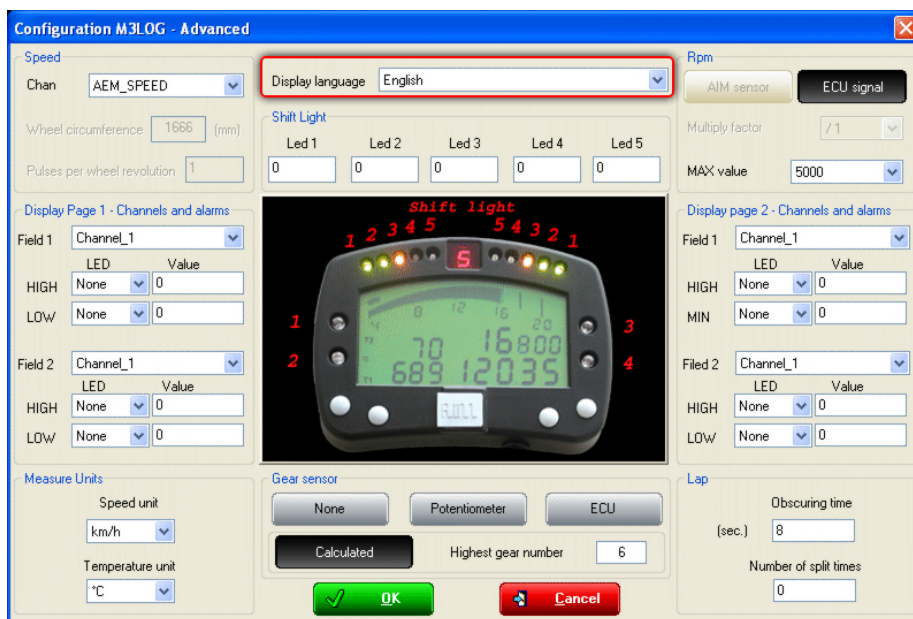 Configuration M3LOG - Advanced
Speed
Chan AEM_SPEED
Wheel circumference 1666 (mm)
Pulses per wheel revolution 1
Display language English
Shift Light
Led 1 Led 2 Led 3 Led 4 Led 5
0 0 0 0 0
Rpm
AIM sensor ECU signal
Multiply factor /1
MAX value 5000
Display Page 1 - Channels and alarms
Field 1 Channel_1
LED Value
HIGH None 0
LOW None 0
Field 2 Channel_1
LED Value
HIGH None 0
LOW None 0
Shift light
1 2 3 4 5 5 4 3 2 1
5
4 8 12 16 20
1 3
70 16800
2 4
689 12035
Display page 2 - Channels and alarms
Field 1 Channel_1
LED Value
HIGH None 0
MIN None 0
Filed 2 Channel_1
LED Value
HIGH None 0
LOW None 0
Measure Units
Speed unit
km/h
Temperature unit
°C
Gear sensor
None Potentiometer ECU
Calculated Highest gear number 6
OK Cancel
Lap
Obscuring time
(sec.) 8
Number of split times
0